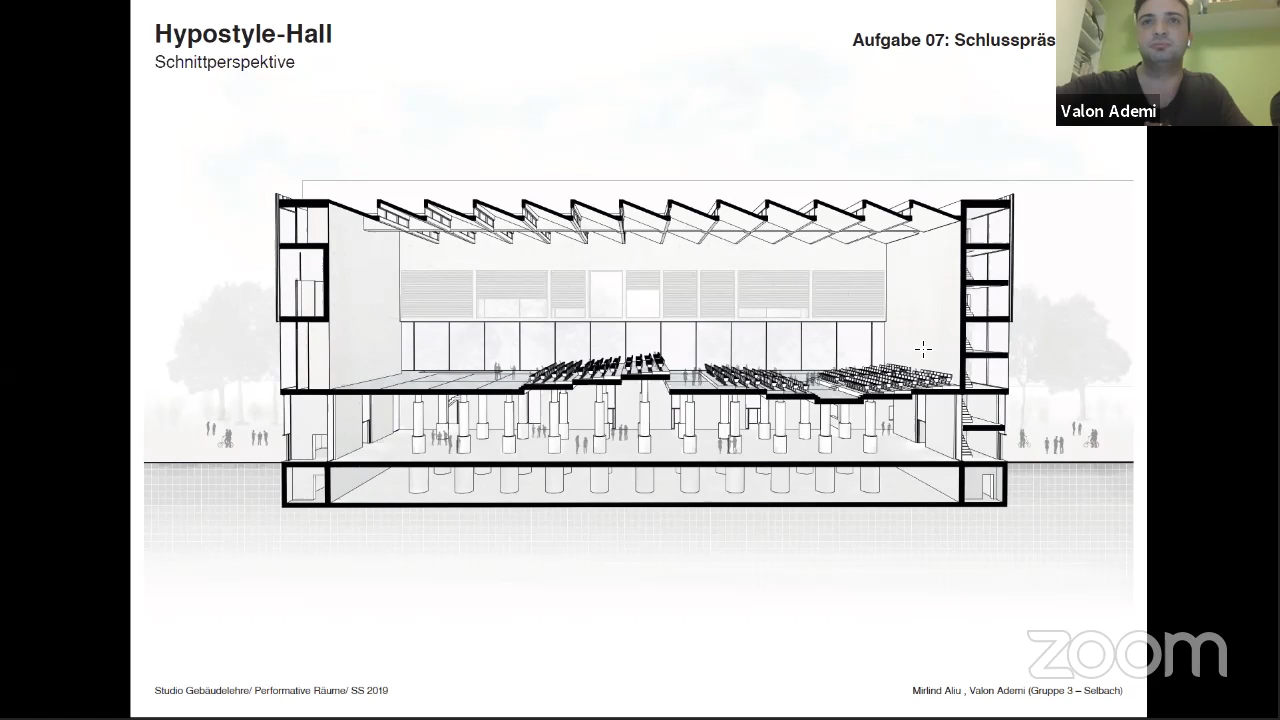 Hypostyle-Hall
Schnittperspektive
Aufgabe 07: Schlussspräs
Valon Ademi
zoom
Studio Gebäudelehre/ Performative Räume/ SS 2019
Mirlind Aliu , Valon Ademi (Gruppe 3 – Selbach)